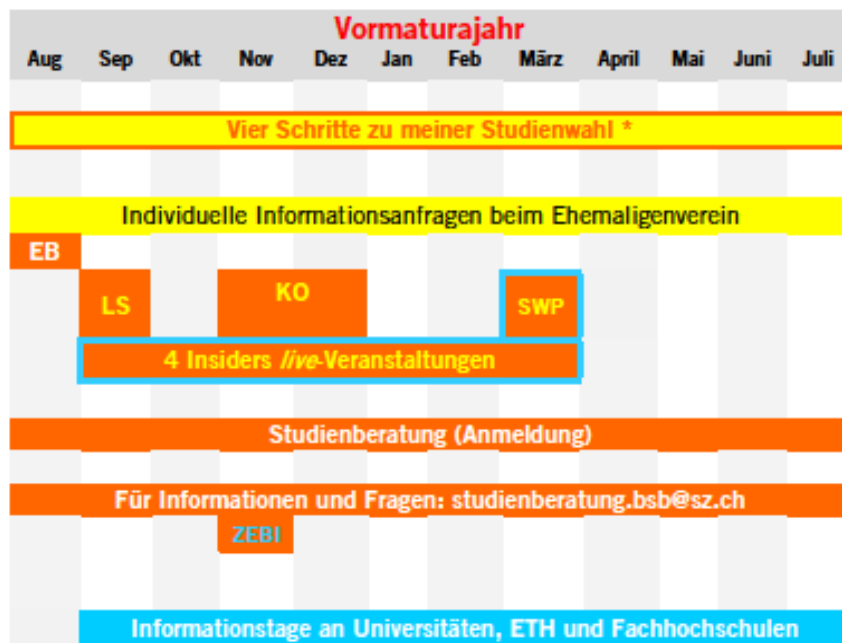 Vormaturajahr
Aug Sep Okt Nov Dez Jan Feb März April Mai Juni Juli
Vier Schritte zu meiner Studienwahl *
Individuelle Informationsanfragen beim Ehemaligenverein
EB
LS KO SWP
4 Insiders live-Veranstaltungen
Studienberatung (Anmeldung)
Für Informationen und Fragen: studienberatung.bsb@sz.ch
ZEBI
Informationstage an Universitäten, ETH und Fachhochschulen